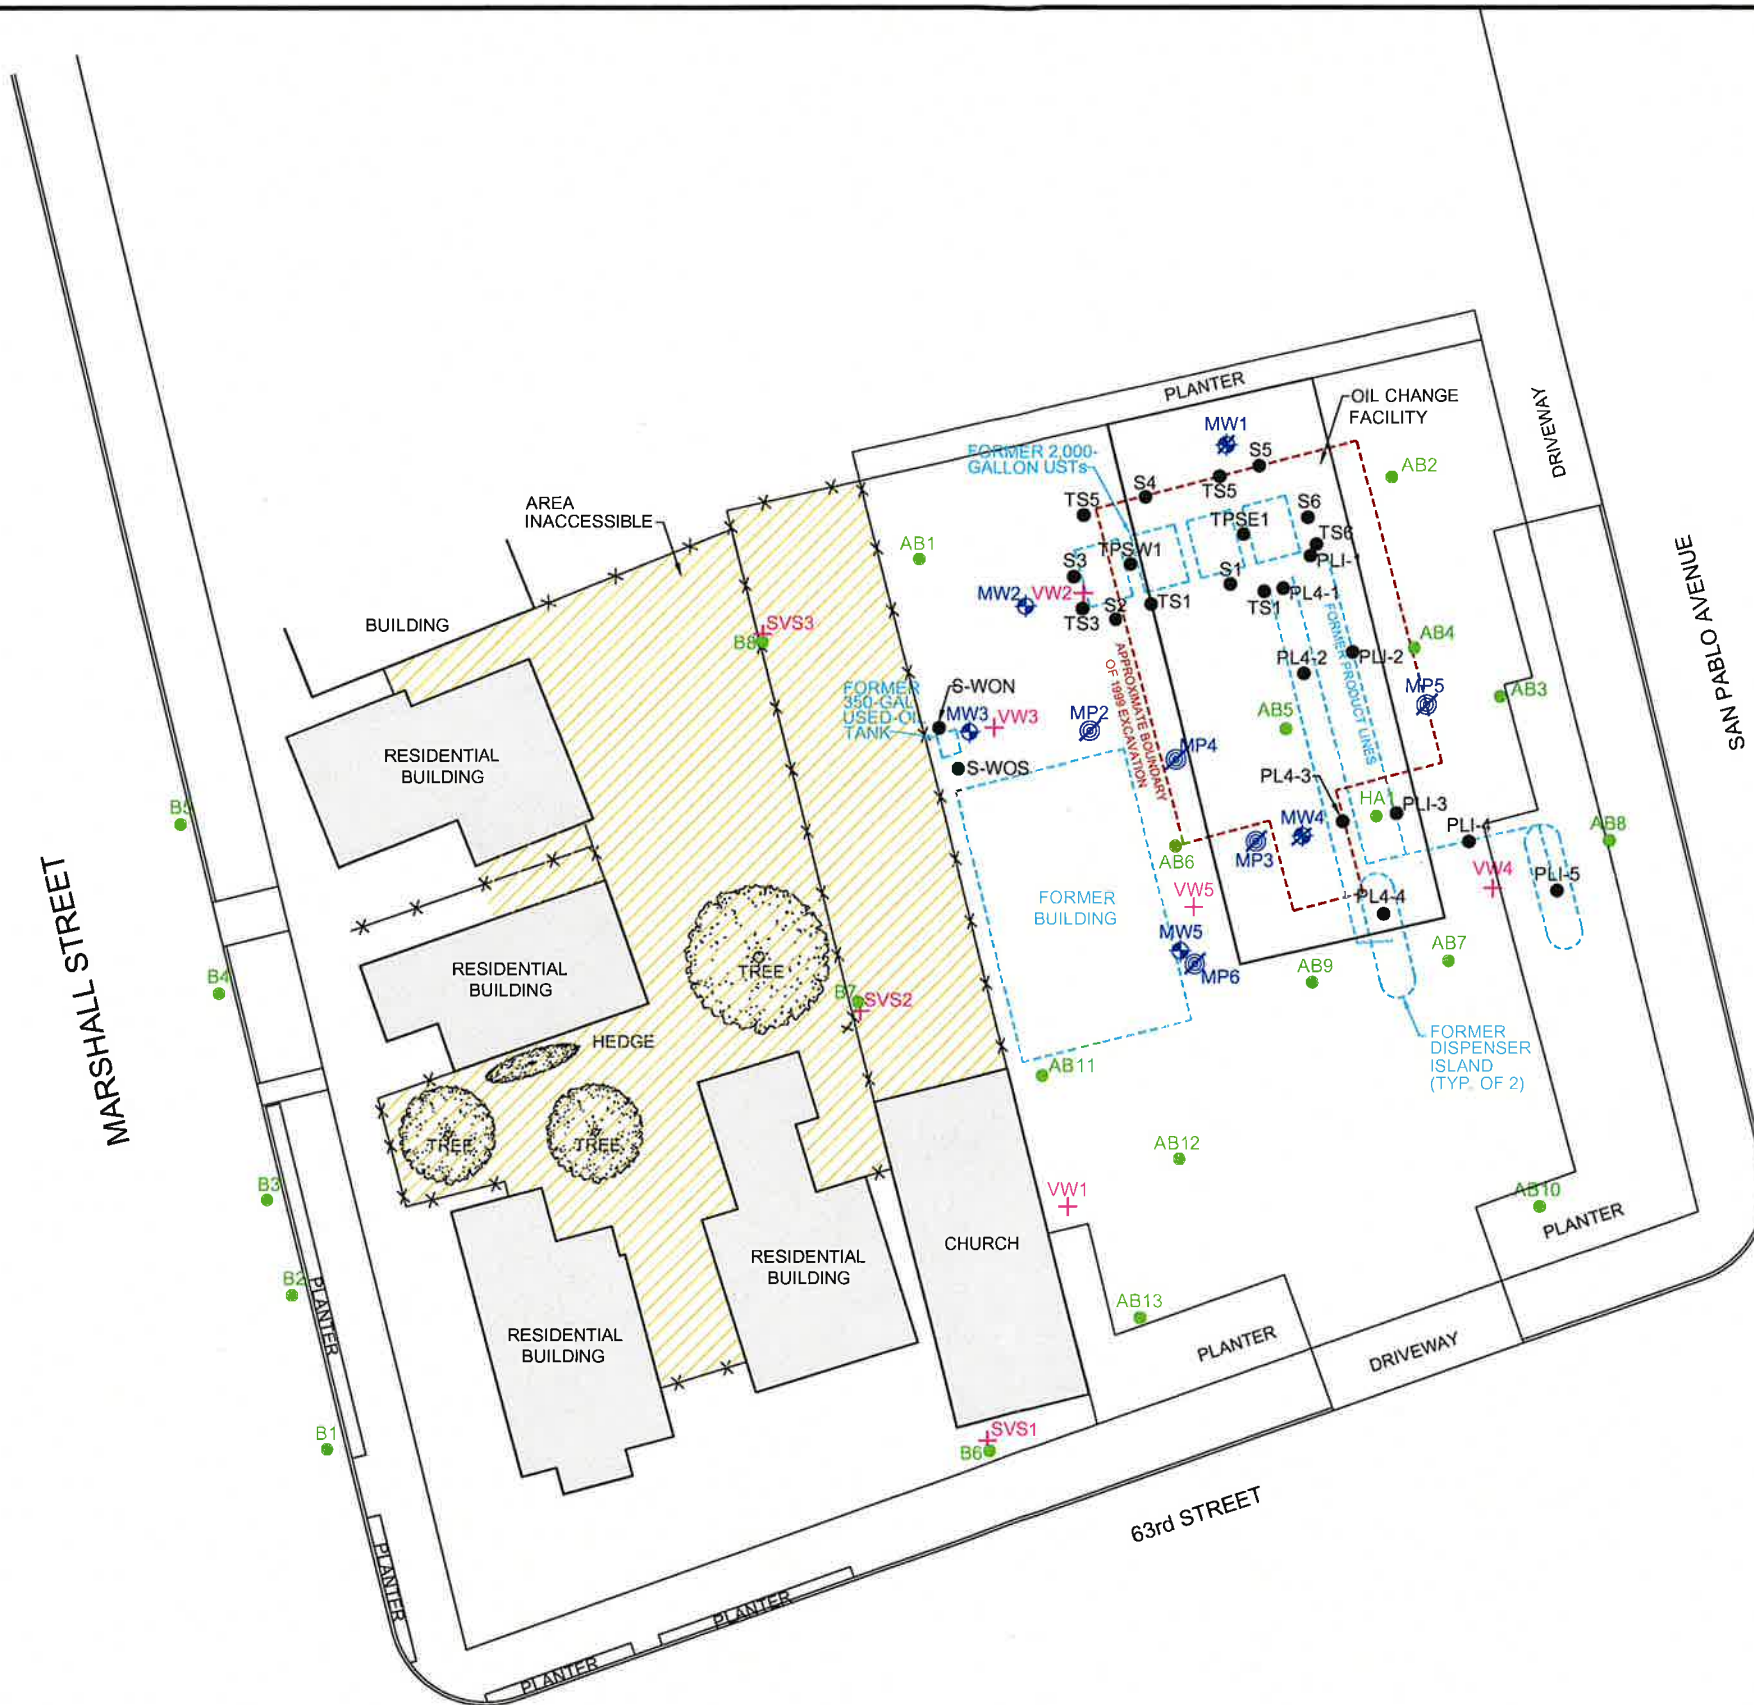 PLANTER
OIL CHANGE
FACILITY
DRIVEWAY
MW1
S5
FORMER 2,000-
GALLON USTs
AB2
TS5
S4
TS5
S6
AREA
INACCESSIBLE
TPSE1
TS6
AB1
TPSW1
PLI-1
S3
S1
SAN PABLO AVENUE
MW2
VW2
S2
TS1
TS1
PL4-1
TS3
BUILDING
SVS3
B8
AB4
PL4-2
PLI-2
FORMER PRODUCT LINES
APPROXIMATE BOUNDARY
OF 1999 EXCAVATION
FORMER
350-GAL
USED-OIL
TANK
S-WON
MW3
VW3
MP2
AB5
MP5
AB3
RESIDENTIAL
BUILDING
MP4
S-WOS
PL4-3
B5
HA1
PLI-3
MW4
PLI-4
AB8
MP3
AB6
PLI-5
VW4
MARSHALL STREET
VW5
PL4-4
FORMER
BUILDING
MW5
AB7
RESIDENTIAL
BUILDING
TREE
MP6
AB9
B4
B7
SVS2
HEDGE
FORMER
DISPENSER
ISLAND
(TYP. OF 2)
AB11
TREE
TREE
AB12
B3
VW1
AB10
PLANTER
CHURCH
RESIDENTIAL
BUILDING
B2
PLANTER
AB13
RESIDENTIAL
BUILDING
PLANTER
DRIVEWAY
B1
SVS1
B6
63rd STREET
PLANTER
PLANTER
PLANTER